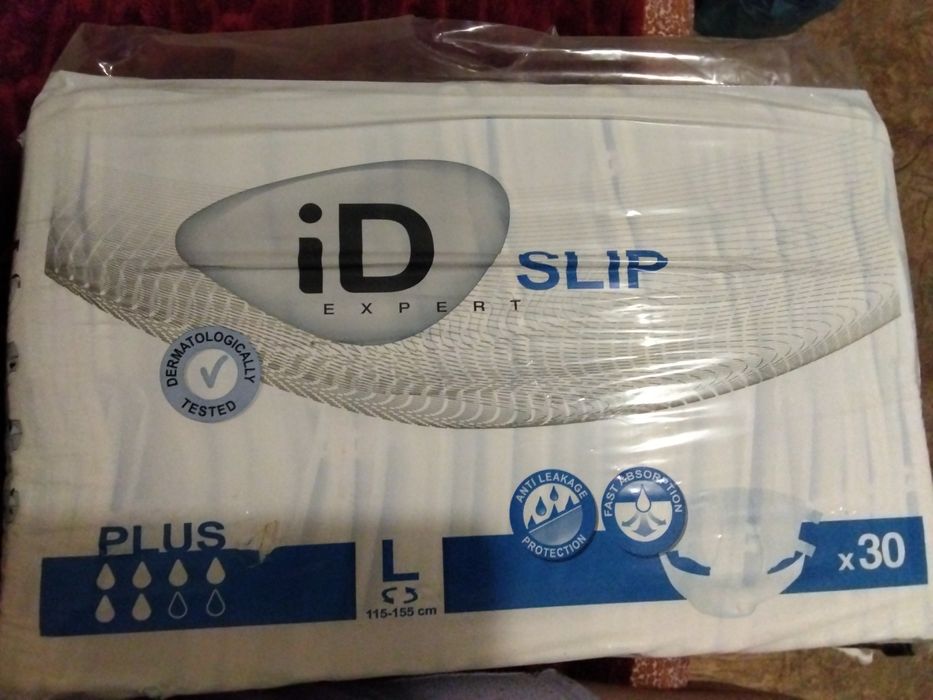 iD
EXPERT
SLIP
DERMATOLOGICALLY
TESTED
ANTI LEAKAGE
PROTECTION
FAST ABSORPTION
PLUS
L
115-155 cm
x30